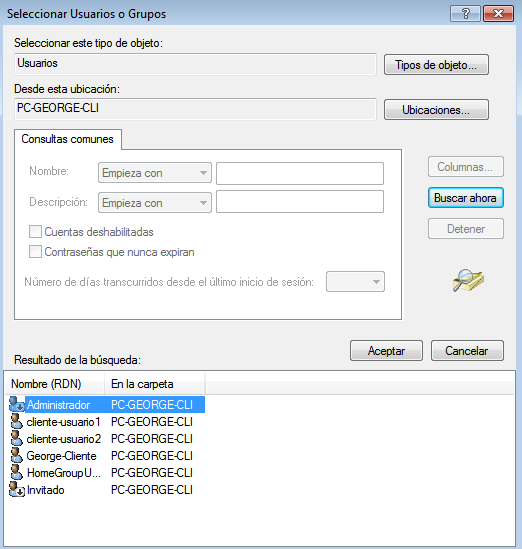 Seleccionar Usuarios o Grupos
Seleccionar este tipo de objeto:
Usuarios
Tipos de objeto...
Desde esta ubicación:
PC-GEORGE-CLI
Ubicaciones...
Consultas comunes
Nombre:
Empieza con
Columnas...
Descripción:
Empieza con
Buscar ahora
Cuentas deshabilitadas
Detener
Contraseñas que nunca expiran
Número de días transcurridos desde el último inicio de sesión:
Aceptar
Cancelar
Resultado de la búsqueda:
Nombre (RDN) En la carpeta
Administrador PC-GEORGE-CLI
cliente-usuario1 PC-GEORGE-CLI
cliente-usuario2 PC-GEORGE-CLI
George-Cliente PC-GEORGE-CLI
HomeGroupU... PC-GEORGE-CLI
Invitado PC-GEORGE-CLI